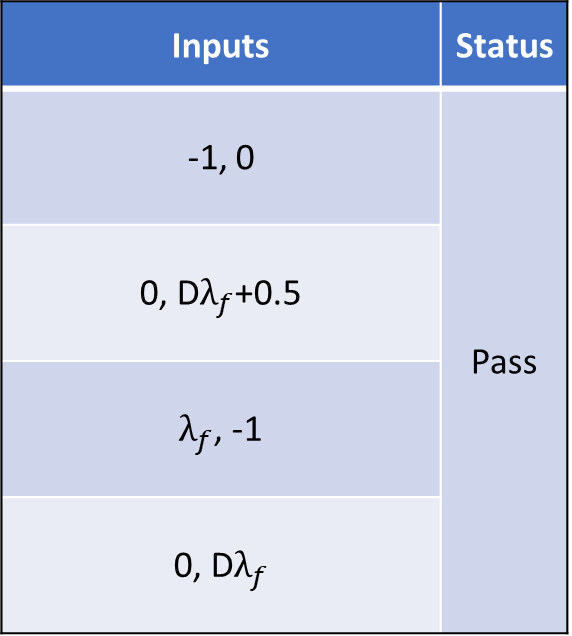 Inputs Status
-1, 0
0, Dλ𝑓+0.5
λ𝑓, -1
Pass
0, Dλ𝑓